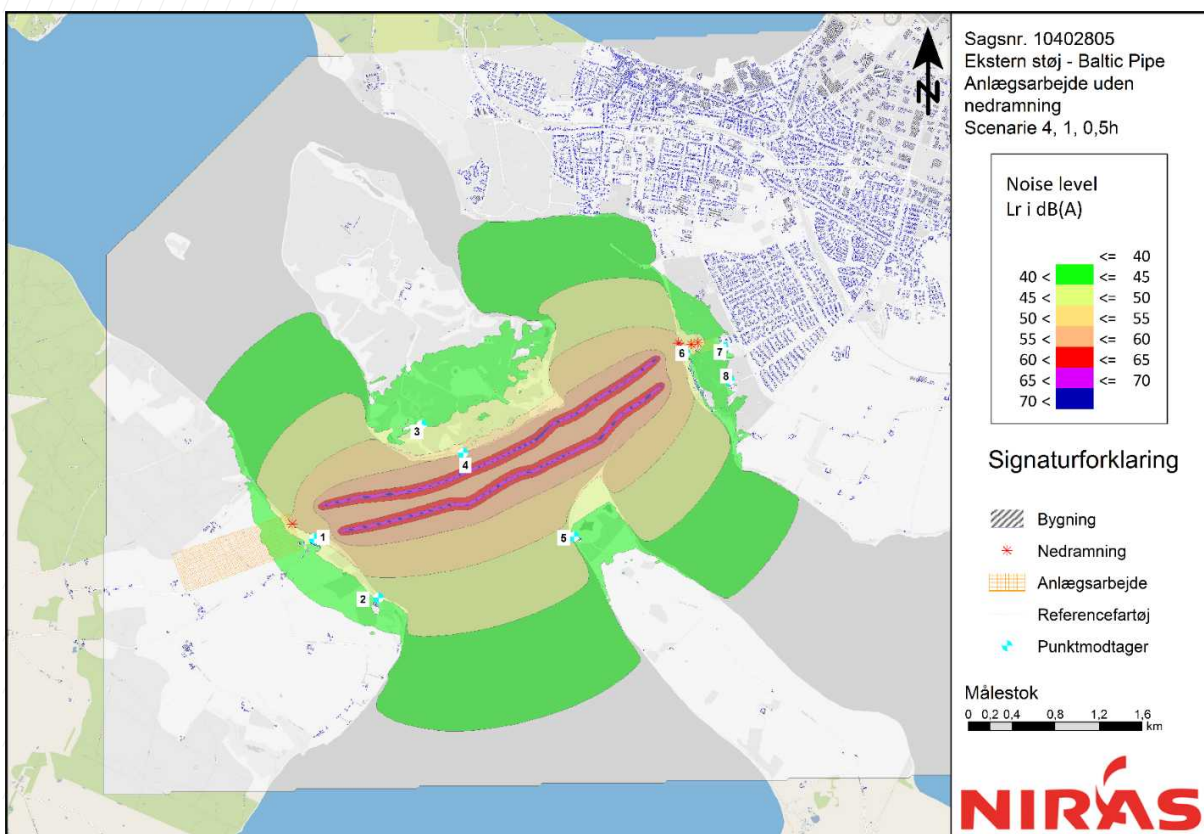 Sagsnr. 10402805
Ekstern støj - Baltic Pipe
Anlægsarbejde uden
nedramning
Scenarie 4, 1, 0,5h
N
Noise level
Lr i dB(A)
<= 40
40 < <= 45
45 < <= 50
50 < <= 55
55 < <= 60
60 < <= 65
65 < <= 70
70 <
Signaturforklaring
Bygning
Nedramning
Anlægsarbejde
Referencefartøj
Punktmodtager
Målestok
0 0,2 0,4 0,8 1,2 1,6
km
NIRAS
6
7
8
3
4
1
5
2